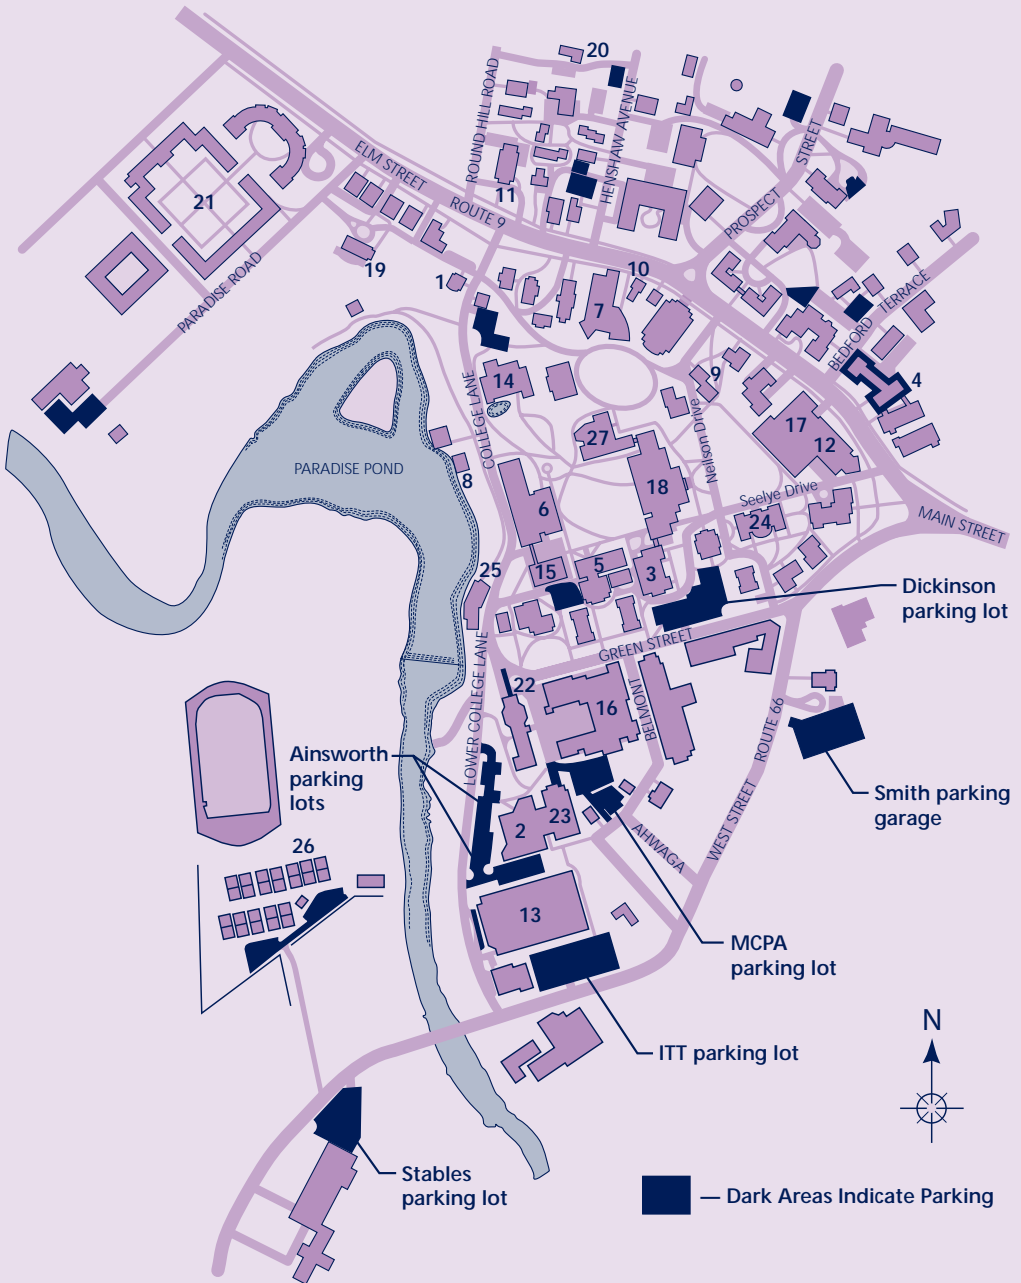 20
ROUND HILL ROAD
HENSHAW AVENUE
STREET
PROSPECT
ELM STREET
ROUTE 9
11
21
19
PARADISE ROAD
1
10
7
TERRACE
BEDFORD
4
9
14
COLLEGE LANE
17
12
27
Nelson Drive
PARADISE POND
8
18
Seelye Drive
6
24
MAIN STREET
25
15
5
3
Dickinson
parking lot
GREEN STREET
22
16
BELMONT
LOWER COLLEGE LANE
ROUTE 66
WEST STREET
Ainsworth
parking
lots
Smith parking
garage
2
23
AHWAGA
26
13
MCPA
parking lot
ITT parking lot
N
Stables
parking lot
— Dark Areas Indicate Parking